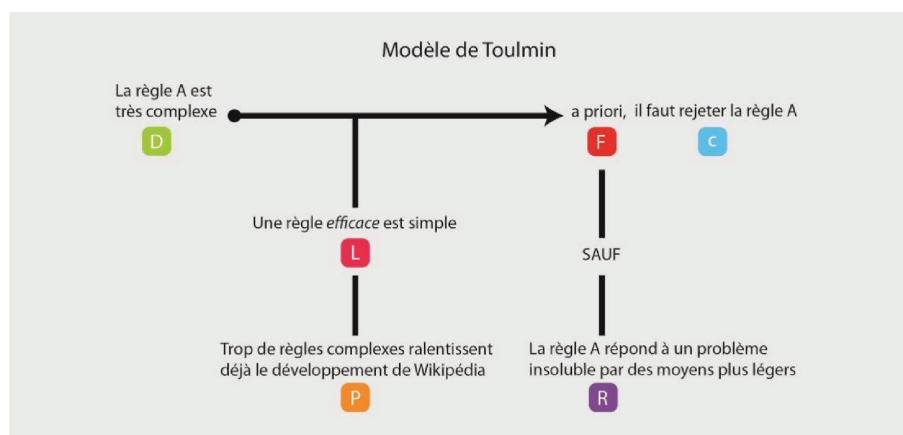 Modèle de Toulmin
La règle A est
très complexe
D
a priori, il faut rejeter la règle A
F
c
Une règle efficace est simple
L
SAUF
Trop de règles complexes ralentissent
déjà le développement de Wikipédia
P
La règle A répond à un problème
insoluble par des moyens plus légers
R